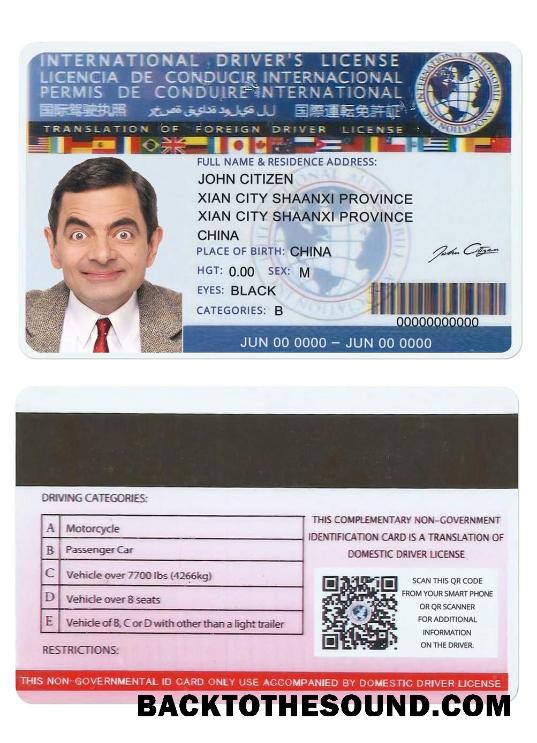 INTERNATIONAL DRIVER'S LICENSE
LICENCIA DE CONDUCIR INTERNACIONAL
PERMIS DE CONDUIRE INTERNATIONAL
国际驾驶执照
国際運転免許証
TRANSLATION OF FOREIGN DRIVER LICENSE
INTERNATIONAL AUTOMOBILE ASSOCIATION
FULL NAME & RESIDENCE ADDRESS:
JOHN CITIZEN
XIAN CITY SHAANXI PROVINCE
XIAN CITY SHAANXI PROVINCE
CHINA
PLACE OF BIRTH: CHINA
HGT: 0.00 SEX: M
EYES: BLACK
CATEGORIES: B
John Citizen
00000000000
JUN 00 0000 – JUN 00 0000
DRIVING CATEGORIES:
A Motorcycle
B Passenger Car
C Vehicle over 7700 lbs (4266kg)
D Vehicle over 8 seats
E Vehicle of B, C or D with other than a light trailer
RESTRICTIONS:
THIS COMPLEMENTARY NON-GOVERNMENT
IDENTIFICATION CARD IS A TRANSLATION OF
DOMESTIC DRIVER LICENSE
SCAN THIS QR CODE
FROM YOUR SMART PHONE
OR QR SCANNER
FOR ADDITIONAL
INFORMATION
ON THE DRIVER.
THIS NON-GOVERNMENTAL ID CARD ONLY USE ACCOMPANIED BY DOMESTIC DRIVER LICENSE
BACKTOTHESOUND.COM